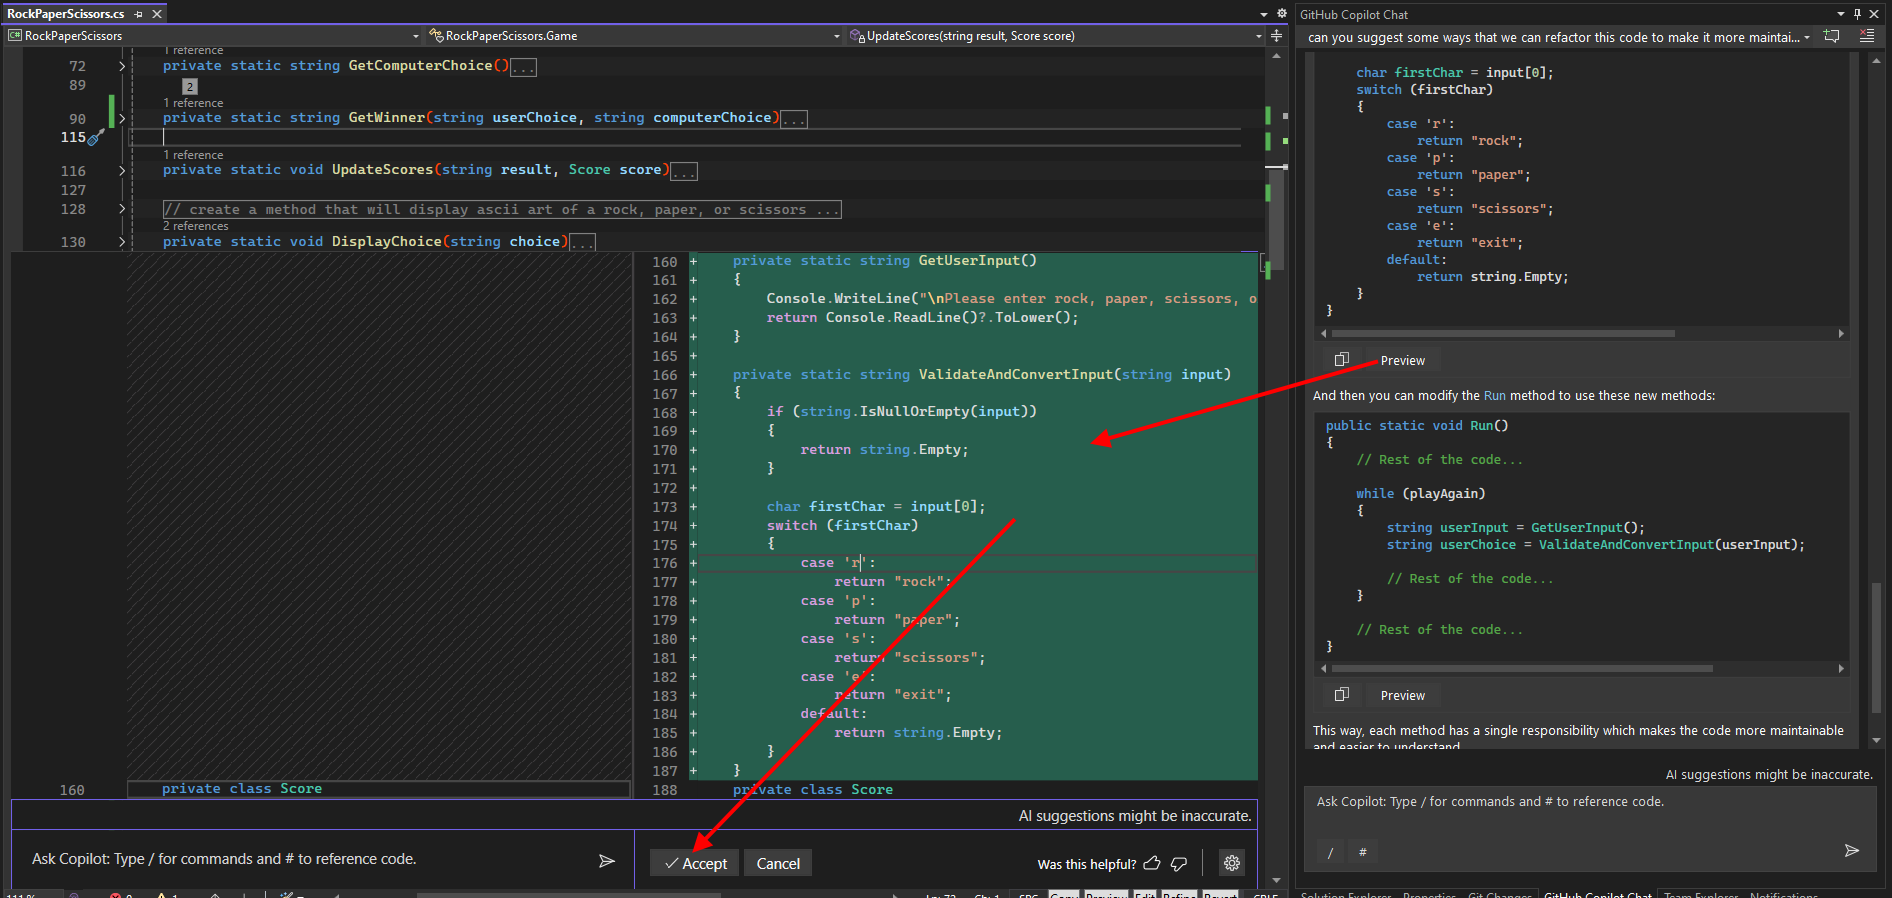 RockPaperScissors.cs
RockPaperScissors
RockPaperScissors.Game
UpdateScores(string result, Score score)
1 reference
72 private static string GetComputerChoice()...
89
2
1 reference
90 private static string GetWinner(string userChoice, string computerChoice)...
115
1 reference
116 private static void UpdateScores(string result, Score score)...
127
128 // create a method that will display ascii art of a rock, paper, or scissors ...
2 references
130 private static void DisplayChoice(string choice)...
160 + private static string GetUserInput()
161 + {
162 + Console.WriteLine("\nPlease enter rock, paper, scissors, o
163 + return Console.ReadLine()?.ToLower();
164 + }
165 +
166 + private static string ValidateAndConvertInput(string input)
167 + {
168 + if (string.IsNullOrEmpty(input))
169 + {
170 + return string.Empty;
171 + }
172 +
173 + char firstChar = input[0];
174 + switch (firstChar)
175 + {
176 + case 'r':
177 + return "rock";
178 + case 'p':
179 + return "paper";
180 + case 's':
181 + return "scissors";
182 + case 'e':
183 + return "exit";
184 + default:
185 + return string.Empty;
186 + }
187 + }
160 private class Score
188 private class Score
AI suggestions might be inaccurate.
Ask Copilot: Type / for commands and # to reference code.
Accept
Cancel
Was this helpful?
GitHub Copilot Chat
can you suggest some ways that we can refactor this code to make it more maintai...
char firstChar = input[0];
switch (firstChar)
{
case 'r':
return "rock";
case 'p':
return "paper";
case 's':
return "scissors";
case 'e':
return "exit";
default:
return string.Empty;
}
}
Preview
And then you can modify the Run method to use these new methods:
public static void Run()
{
// Rest of the code...
while (playAgain)
{
string userInput = GetUserInput();
string userChoice = ValidateAndConvertInput(userInput);
// Rest of the code...
}
// Rest of the code...
}
Preview
This way, each method has a single responsibility which makes the code more maintainable
and easier to understand
AI suggestions might be inaccurate.
Ask Copilot: Type / for commands and # to reference code.
/
#
Solution Explorer Properties Git Changes GitHub Copilot Chat Team Explorer Notifications